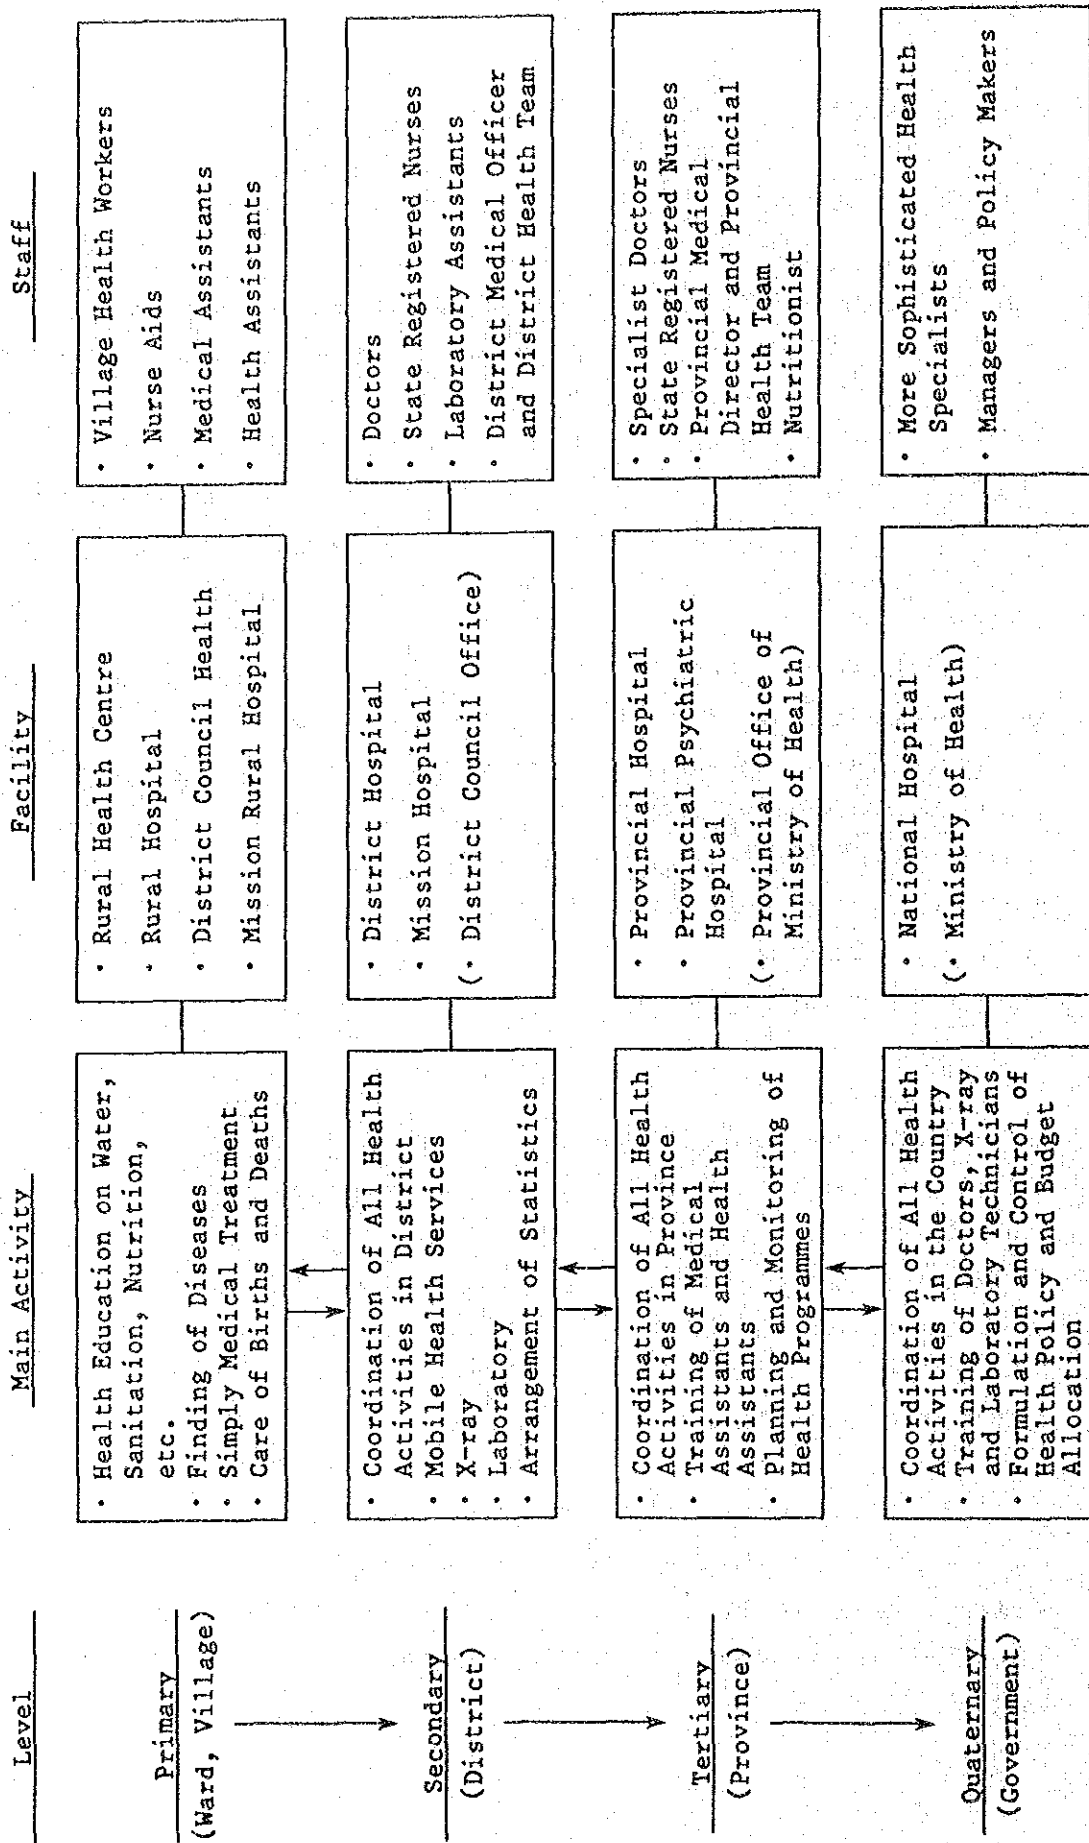 Level
Main Activity
Facility
Staff
Primary
(Ward, Village)
• Health Education on Water,
Sanitation, Nutrition,
etc.
• Finding of Diseases
• Simply Medical Treatment
• Care of Births and Deaths
• Rural Health Centre
• Rural Hospital
• District Council Health
• Mission Rural Hospital
• Village Health Workers
• Nurse Aids
• Medical Assistants
• Health Assistants
Secondary
(District)
• Coordination of All Health
Activities in District
• Mobile Health Services
• X-ray
• Laboratory
• Arrangement of Statistics
• District Hospital
• Mission Hospital
(• District Council Office)
• Doctors
• State Registered Nurses
• Laboratory Assistants
• District Medical Officer
and District Health Team
Tertiary
(Province)
• Coordination of All Health
Activities in Province
• Training of Medical
Assistants and Health
Assistants
• Planning and Monitoring of
Health Programmes
• Provincial Hospital
• Provincial Psychiatric
Hospital
(• Provincial Office of
Ministry of Health)
• Specialist Doctors
• State Registered Nurses
• Provincial Medical
Director and Provincial
Health Team
• Nutritionist
Quaternary
(Government)
• Coordination of All Health
Activities in the Country
• Training of Doctors, X-ray
and Laboratory Technicians
• Formulation and Control of
Health Policy and Budget
Allocation
• National Hospital
(• Ministry of Health)
• More Sophisticated Health
Specialists
• Managers and Policy Makers